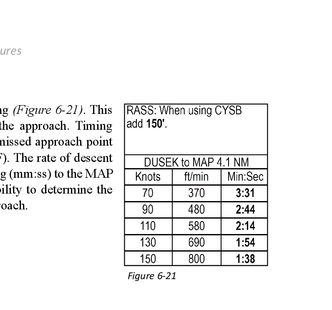 ures
ng (Figure 6-21). This
the approach. Timing
missed approach point
). The rate of descent
g (mm:ss) to the MAP
bility to determine the
roach.
RASS: When using CYSB
add 150'.
DUSEK to MAP 4.1 NM
Knots ft/min Min:Sec
70 370 3:31
90 480 2:44
110 580 2:14
130 690 1:54
150 800 1:38
Figure 6-21